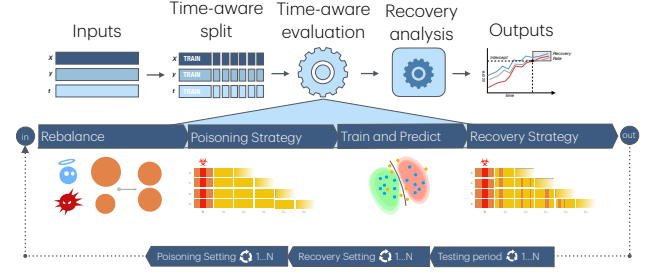 Inputs
Time-aware
split
Time-aware
evaluation
Recovery
analysis
Outputs
X
y
t
X TRAIN
y TRAIN
t TRAIN
Intercept
Recovery
Rate
time
in
Rebalance
Poisoning Strategy
Train and Predict
Recovery Strategy
out
Poisoning Setting 1...N
Recovery Setting 1...N
Testing period 1...N